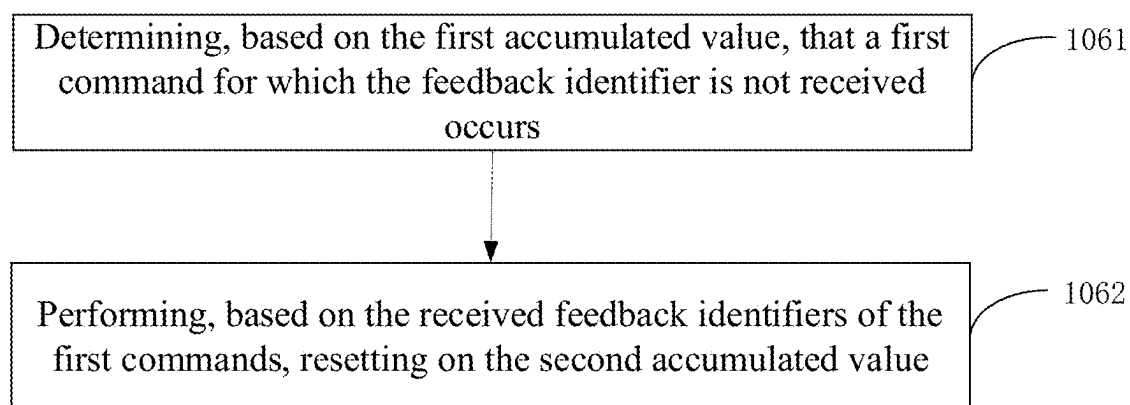 Determining, based on the first accumulated value, that a first
command for which the feedback identifier is not received
occurs
1061
Performing, based on the received feedback identifiers of the
first commands, resetting on the second accumulated value
1062